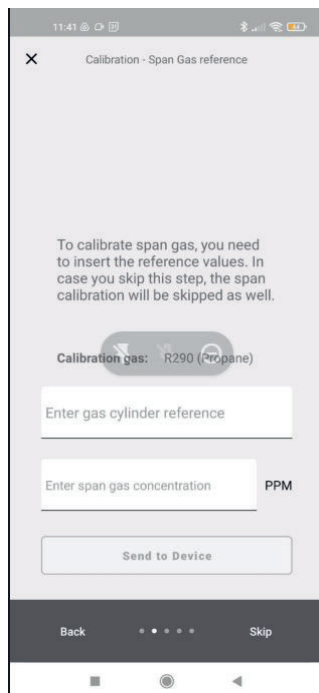 11:41
Calibration - Span Gas reference
To calibrate span gas, you need
to insert the reference values. In
case you skip this step, the span
calibration will be skipped as well.
Calibration gas: R290 (Propane)
Enter gas cylinder reference
Enter span gas concentration PPM
Send to Device
Back Skip